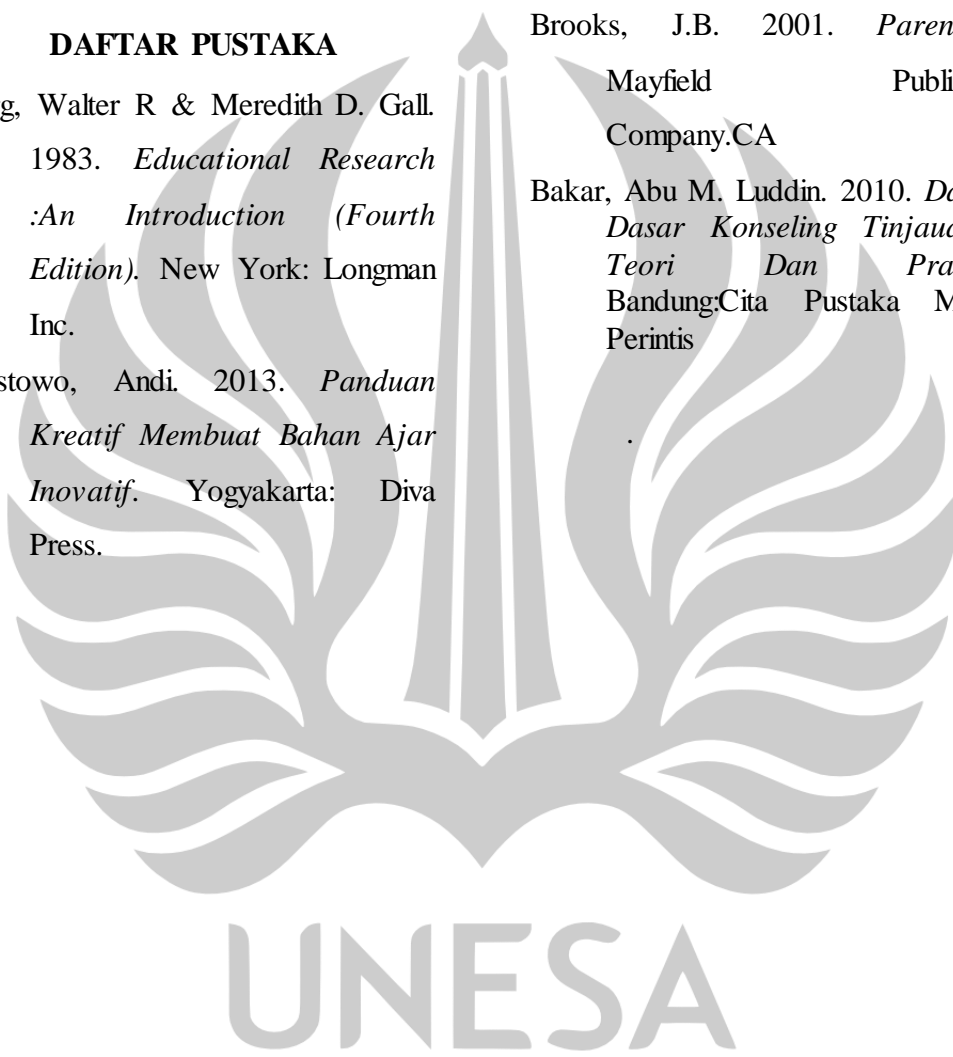 DAFTAR PUSTAKA
Walter R & Meredith D. Gall.
1983. Educational Research
:An Introduction (Fourth
Edition). New York: Longman
Inc.
Andi. 2013. Panduan
Kreatif Membuat Bahan Ajar
Inovatif. Yogyakarta: Diva
Press.
Brooks, J.B. 2001.
Mayfield
Company.CA
Bakar, Abu M. Luddin. 2010.
Dasar Konseling
Teori Dan
Bandung:Cita Pustaka
Perintis
.
UNESA